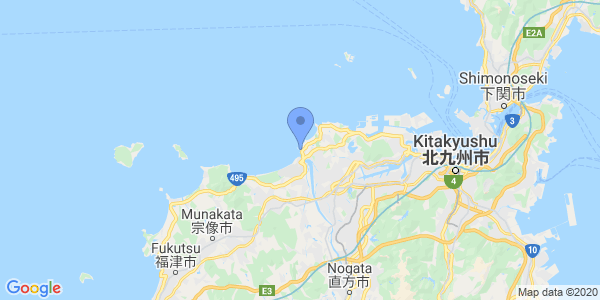 E2A
Shimonoseki
下関市
3
Kitakyushu
北九州市
4
495
Munakata
宗像市
Fukutsu
福津市
10
Nogata
直方市
E3
Google
Map data ©2020